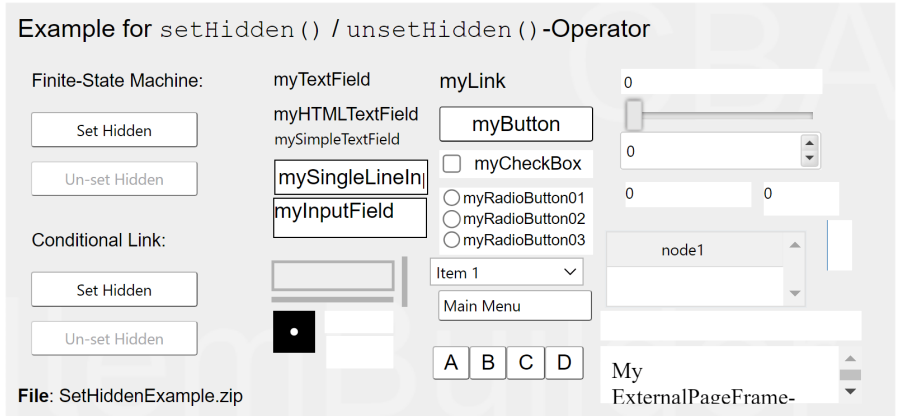 Example for setHidden() / unsetHidden()-Operator
Finite-State Machine:
Set Hidden
Un-set Hidden
Conditional Link:
Set Hidden
Un-set Hidden
File: SetHiddenExample.zip
myTextField
myHTMLTextField
mySimpleTextField
mySingleLineIn
myInputField
myLink
myButton
myCheckBox
myRadioButton01
myRadioButton02
myRadioButton03
Item 1
Main Menu
A B C D
0
0
0 0
node1
My
ExternalPageFrame-
CBA
ItemBuilder